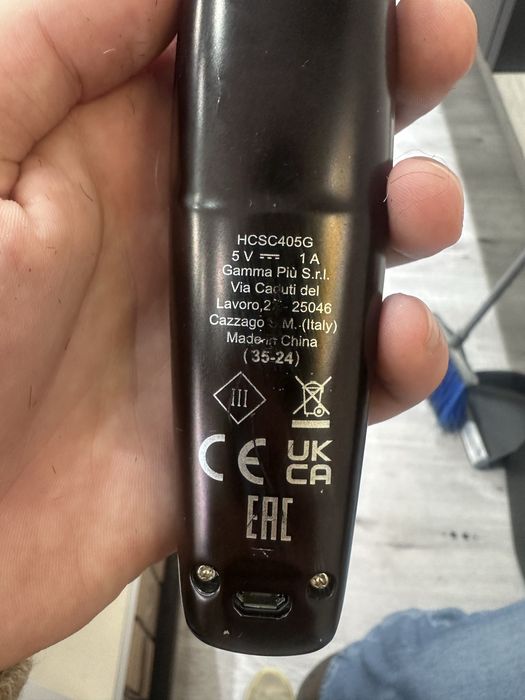 HCSC405G
5 V ⎓ 1 A
Gamma Più S.r.l.
Via Caduti del
Lavoro, - 25046
Cazzago S.M. (Italy)
Made in China
(35-24)
III
CE UK
CA
EAC